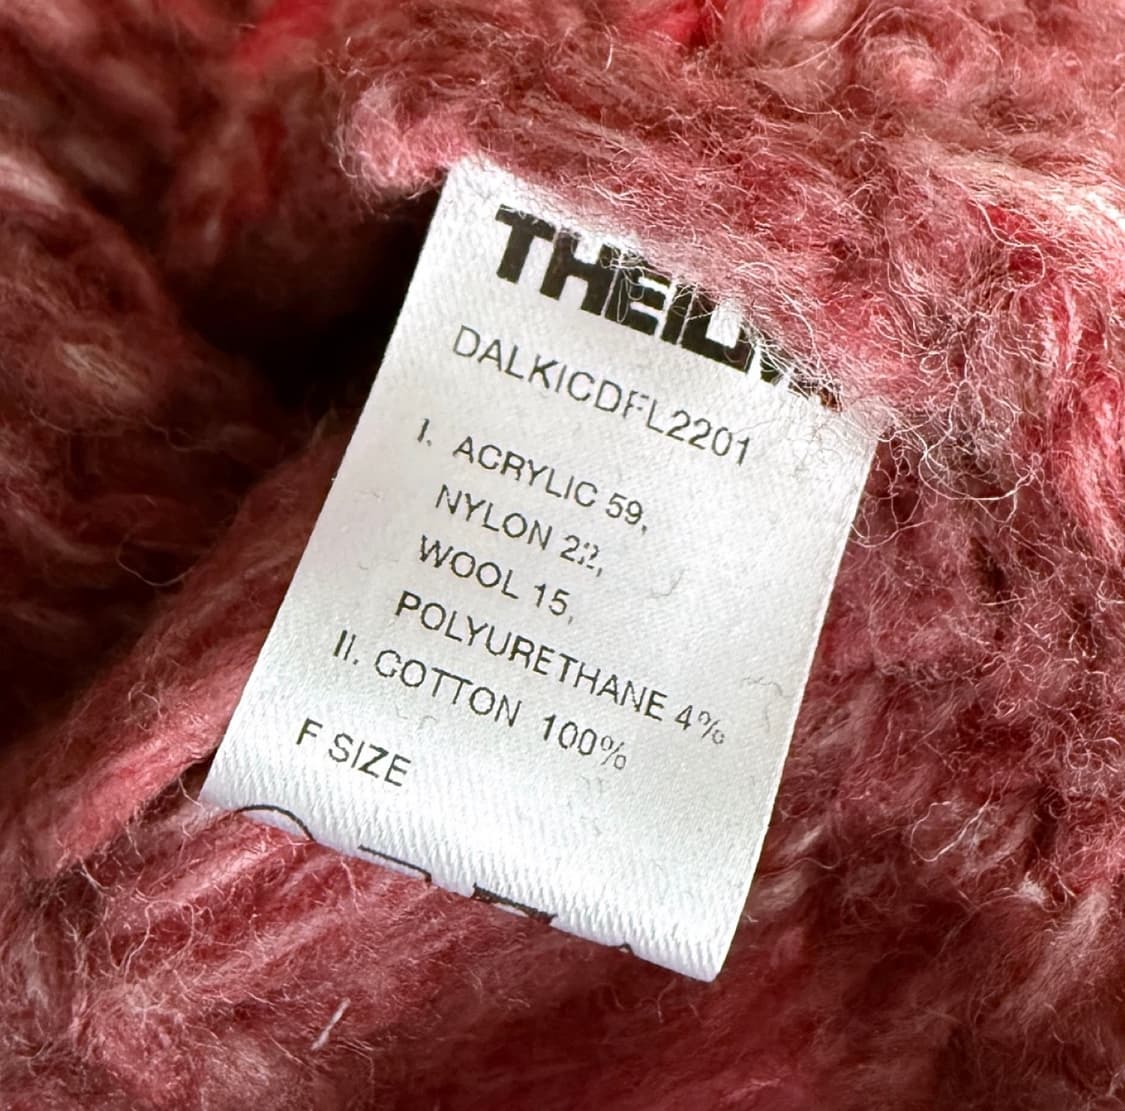 DALKICDFL2201
I. ACRYLIC 59,
NYLON 22,
WOOL 15,
POLYURETHANE 4%
II. COTTON 100%
F SIZE